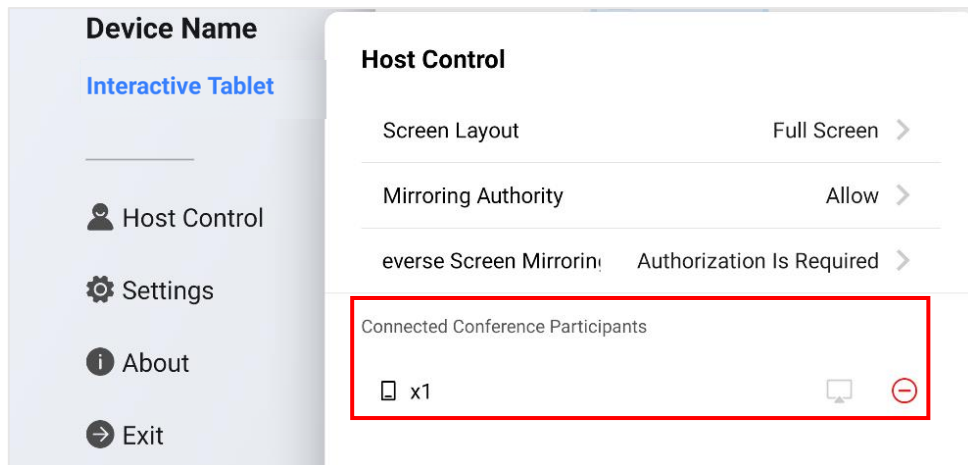 Device Name
Interactive Tablet
Host Control
Settings
About
Exit
Host Control
Screen Layout Full Screen
Mirroring Authority Allow
everse Screen Mirrorin Authorization Is Required
Connected Conference Participants
x1